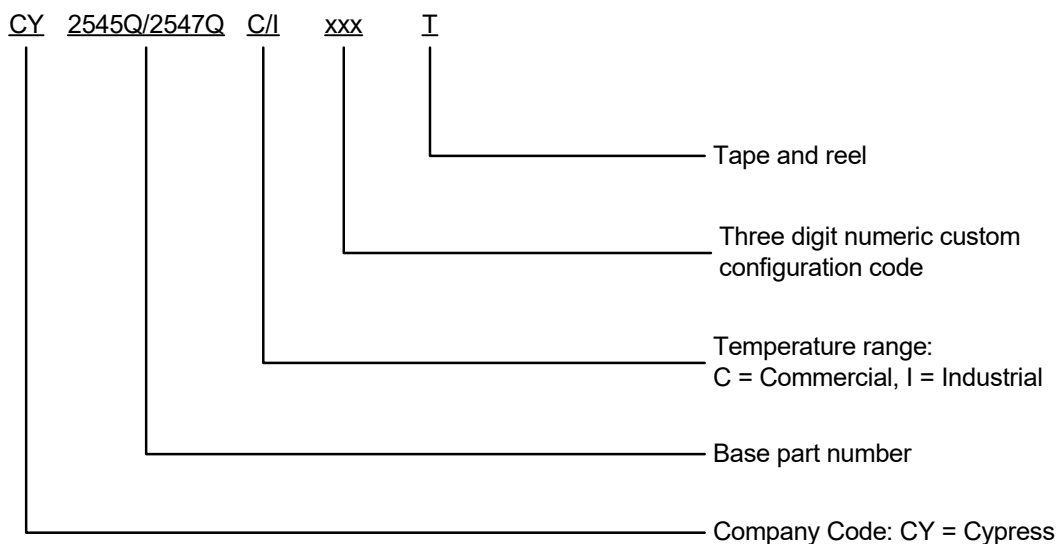 CY 2545Q/2547Q C/I xxx T
Tape and reel
Three digit numeric custom
configuration code
Temperature range:
C = Commercial, I = Industrial
Base part number
Company Code: CY = Cypress